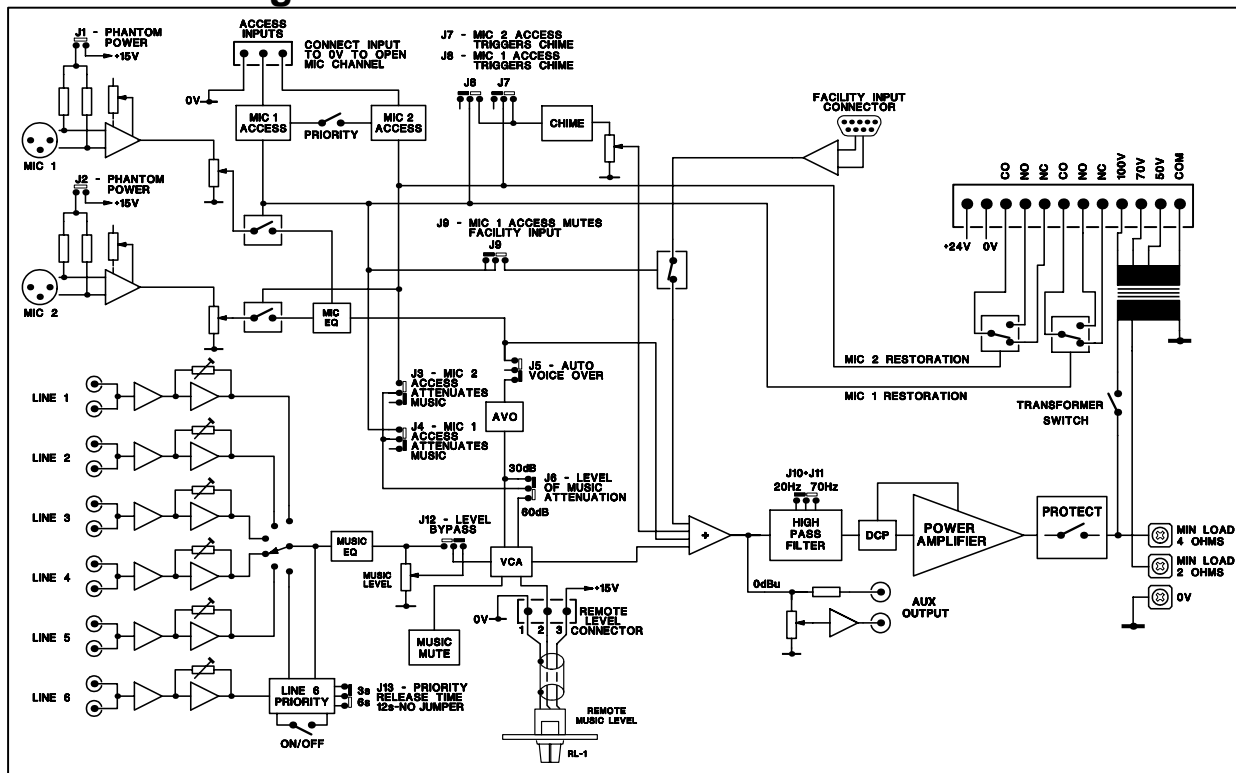 J1 - PHANTOM
POWER
+15V
ACCESS
INPUTS
CONNECT INPUT
TO 0V TO OPEN
MIC CHANNEL
J7 - MIC 2 ACCESS
TRIGGERS CHIME
J8 - MIC 1 ACCESS
TRIGGERS CHIME
J8
J7
0V
MIC 1
ACCESS
PRIORITY
MIC 2
ACCESS
CHIME
FACILITY INPUT
CONNECTOR
MIC 1
J2 - PHANTOM
POWER
+15V
CO
NO
NC
CO
NO
NC
100V
70V
50V
COM
+24V
0V
J9 - MIC 1 ACCESS MUTES
FACILITY INPUT
J9
MIC 2
MIC
EQ
MIC 2 RESTORATION
MIC 1 RESTORATION
J5 - AUTO
VOICE OVER
J3 - MIC 2
ACCESS
ATTENUATES
MUSIC
AVO
TRANSFORMER
SWITCH
J4 - MIC 1
ACCESS
ATTENUATES
MUSIC
LINE 1
LINE 2
LINE 3
LINE 4
LINE 5
LINE 6
30dB
J6 - LEVEL
OF MUSIC
ATTENUATION
60dB
J12 - LEVEL
BYPASS
MUSIC
EQ
MUSIC
LEVEL
VCA
+
J10+J11
20Hz 70Hz
HIGH
PASS
FILTER
DCP
POWER
AMPLIFIER
PROTECT
MIN LOAD
4 OHMS
MIN LOAD
2 OHMS
0V
0dBu
AUX
OUTPUT
MUSIC
MUTE
0V
+15V
1 2 3
REMOTE
LEVEL
CONNECTOR
LINE 6
PRIORITY
ON/OFF
3s
6s
J13 - PRIORITY
RELEASE TIME
12s-NO JUMPER
REMOTE
MUSIC LEVEL
RL-1